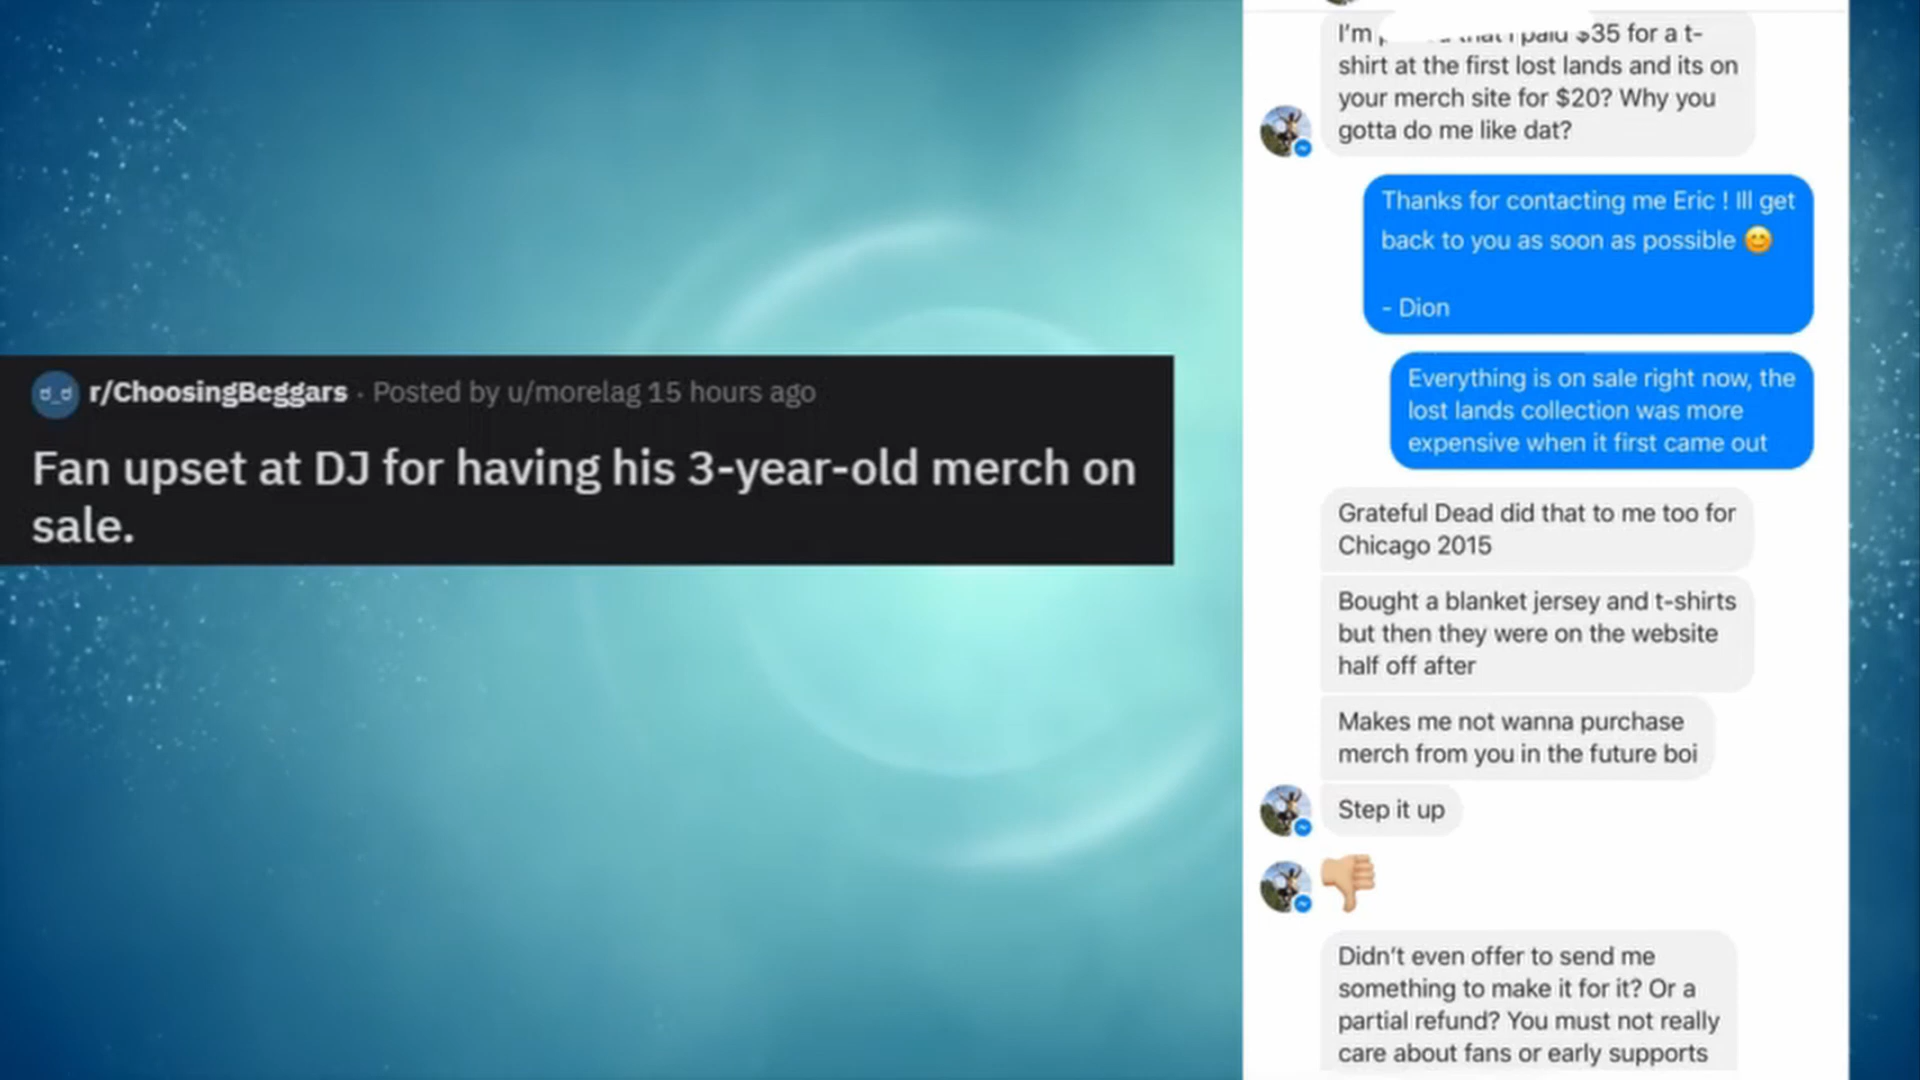 r/ChoosingBeggars · Posted by u/morelag 15 hours ago
Fan upset at DJ for having his 3-year-old merch on
sale.
I'm that I paid $35 for a t-
shirt at the first lost lands and its on
your merch site for $20? Why you
gotta do me like dat?
Thanks for contacting me Eric ! Ill get
back to you as soon as possible 😊
- Dion
Everything is on sale right now, the
lost lands collection was more
expensive when it first came out
Grateful Dead did that to me too for
Chicago 2015
Bought a blanket jersey and t-shirts
but then they were on the website
half off after
Makes me not wanna purchase
merch from you in the future boi
Step it up
👎🏼
Didn't even offer to send me
something to make it for it? Or a
partial refund? You must not really
care about fans or early supports